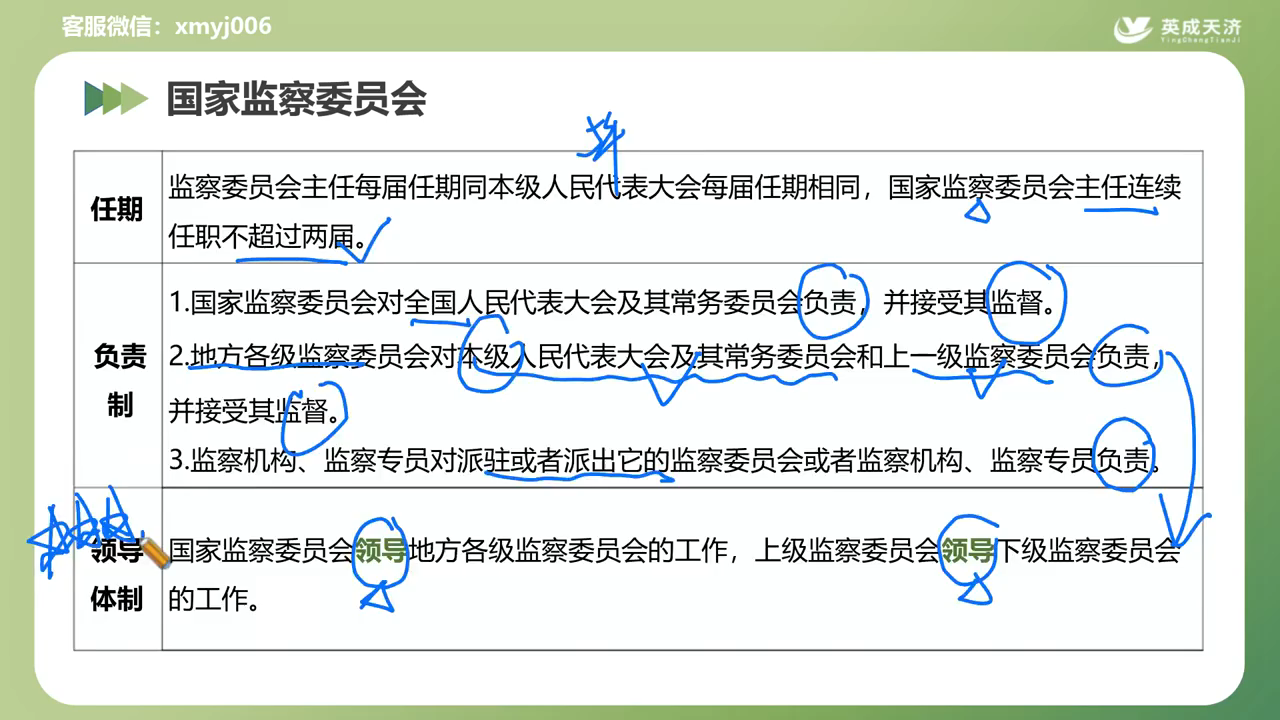 客服微信：xmyj006
英成天济
YingChengTianJi
国家监察委员会
任期
监察委员会主任每届任期同本级人民代表大会每届任期相同，国家监察委员会主任连续
任职不超过两届。
负责
制
1.国家监察委员会对全国人民代表大会及其常务委员会负责，并接受其监督。
2.地方各级监察委员会对本级人民代表大会及其常务委员会和上一级监察委员会负责，
并接受其监督。
3.监察机构、监察专员对派驻或者派出它的监察委员会或者监察机构、监察专员负责。
领导
体制
国家监察委员会领导地方各级监察委员会的工作，上级监察委员会领导下级监察委员会
的工作。